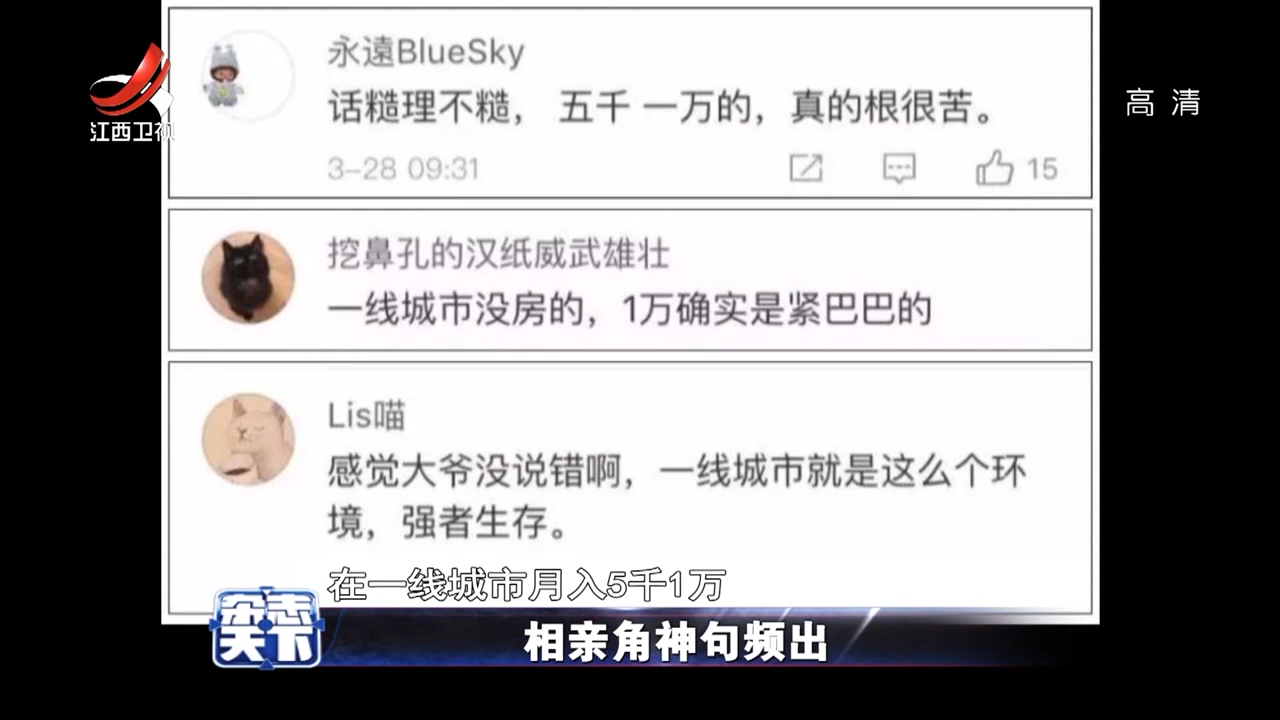 永遠BlueSky
话糙理不糙， 五千 一万的，真的根很苦。
3-28 09:31
15
挖鼻孔的汉纸威武雄壮
一线城市没房的，1万确实是紧巴巴的
Lis喵
感觉大爷没说错啊，一线城市就是这么个环
境，强者生存。
江西卫视
高清
在一线城市月入5千1万
杂志
天下
相亲角神句频出